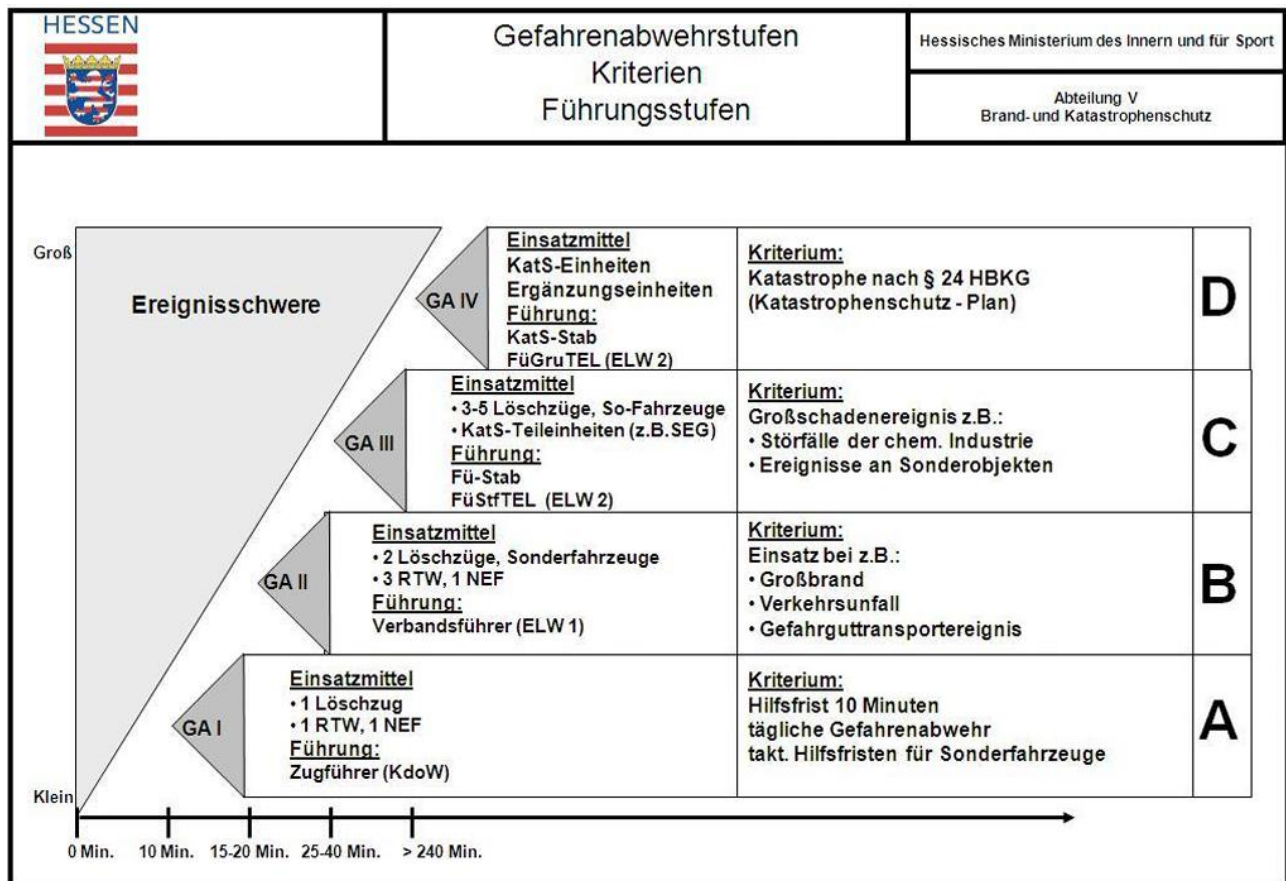 HESSEN
Gefahrenabwehrstufen
Kriterien
Führungsstufen
Hessisches Ministerium des Innern und für Sport
Abteilung V
Brand- und Katastrophenschutz
Groß
Ereignisschwere
GA IV
Einsatzmittel
KatS-Einheiten
Ergänzungseinheiten
Führung:
KatS-Stab
FüGruTEL (ELW 2)
Kriterium:
Katastrophe nach § 24 HBKG
(Katastrophenschutz - Plan)
D
GA III
Einsatzmittel
• 3-5 Löschzüge, So-Fahrzeuge
• KatS-Teileinheiten (z.B.SEG)
Führung:
Fü-Stab
FüStfTEL (ELW 2)
Kriterium:
Großschadenereignis z.B.:
• Störfälle der chem. Industrie
• Ereignisse an Sonderobjekten
C
GA II
Einsatzmittel
• 2 Löschzüge, Sonderfahrzeuge
• 3 RTW, 1 NEF
Führung:
Verbandsführer (ELW 1)
Kriterium:
Einsatz bei z.B.:
• Großbrand
• Verkehrsunfall
• Gefahrguttransportereignis
B
GA I
Einsatzmittel
• 1 Löschzug
• 1 RTW, 1 NEF
Führung:
Zugführer (KdoW)
Kriterium:
Hilfsfrist 10 Minuten
tägliche Gefahrenabwehr
takt. Hilfsfristen für Sonderfahrzeuge
A
Klein
0 Min. 10 Min. 15-20 Min. 25-40 Min. > 240 Min.